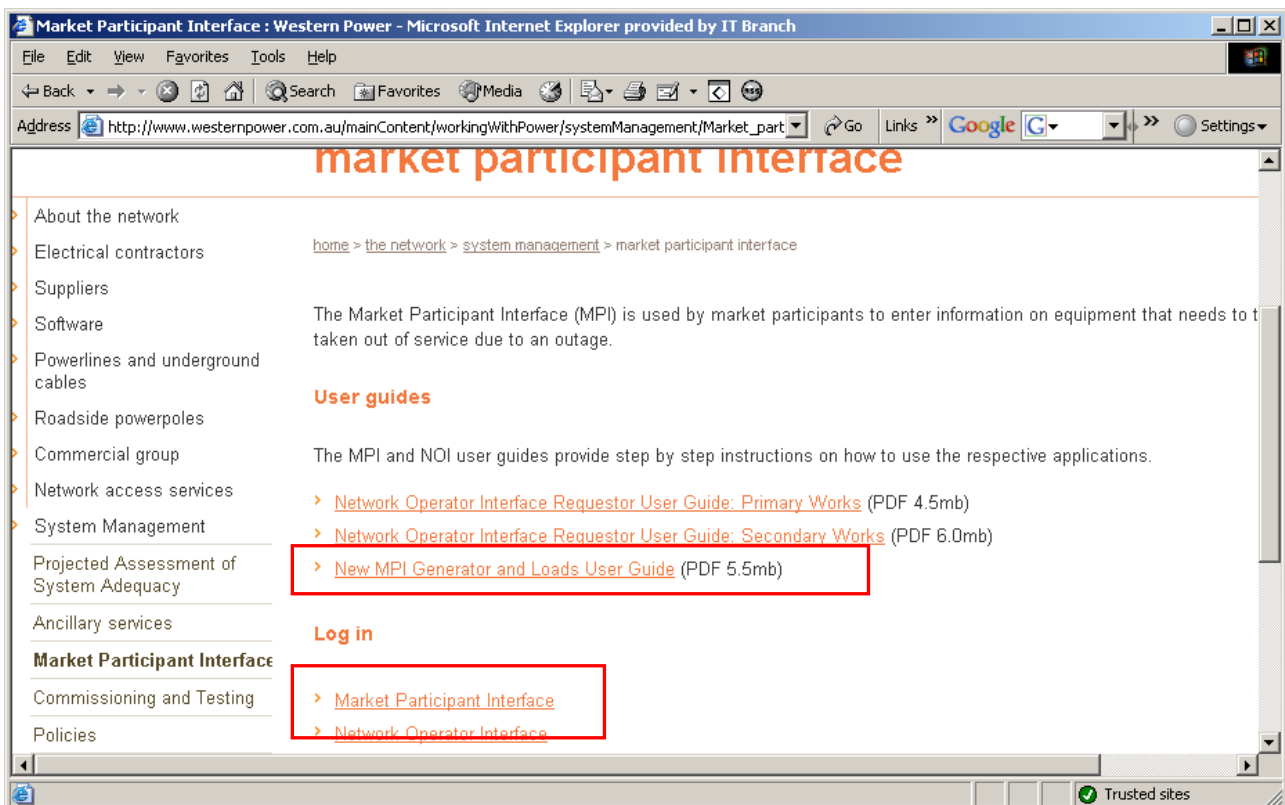 Market Participant Interface : Western Power - Microsoft Internet Explorer provided by IT Branch
File Edit View Favorites Tools Help
Back Search Favorites Media
Address http://www.westernpower.com.au/mainContent/workingWithPower/systemManagement/Market_part Go Links » Google G » Settings
market participant interface
About the network
Electrical contractors
Suppliers
Software
Powerlines and underground
cables
Roadside powerpoles
Commercial group
Network access services
System Management
Projected Assessment of
System Adequacy
Ancillary services
Market Participant Interface
Commissioning and Testing
Policies
home > the network > system management > market participant interface
The Market Participant Interface (MPI) is used by market participants to enter information on equipment that needs to t
taken out of service due to an outage.
User guides
The MPI and NOI user guides provide step by step instructions on how to use the respective applications.
> Network Operator Interface Requestor User Guide: Primary Works (PDF 4.5mb)
> Network Operator Interface Requestor User Guide: Secondary Works (PDF 6.0mb)
> New MPI Generator and Loads User Guide (PDF 5.5mb)
Log in
> Market Participant Interface
> Network Operator Interface
Trusted sites